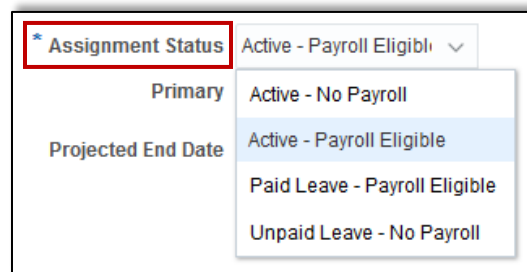 * Assignment Status Active - Payroll Eligibl
Primary
Projected End Date
Active - No Payroll
Active - Payroll Eligible
Paid Leave - Payroll Eligible
Unpaid Leave - No Payroll